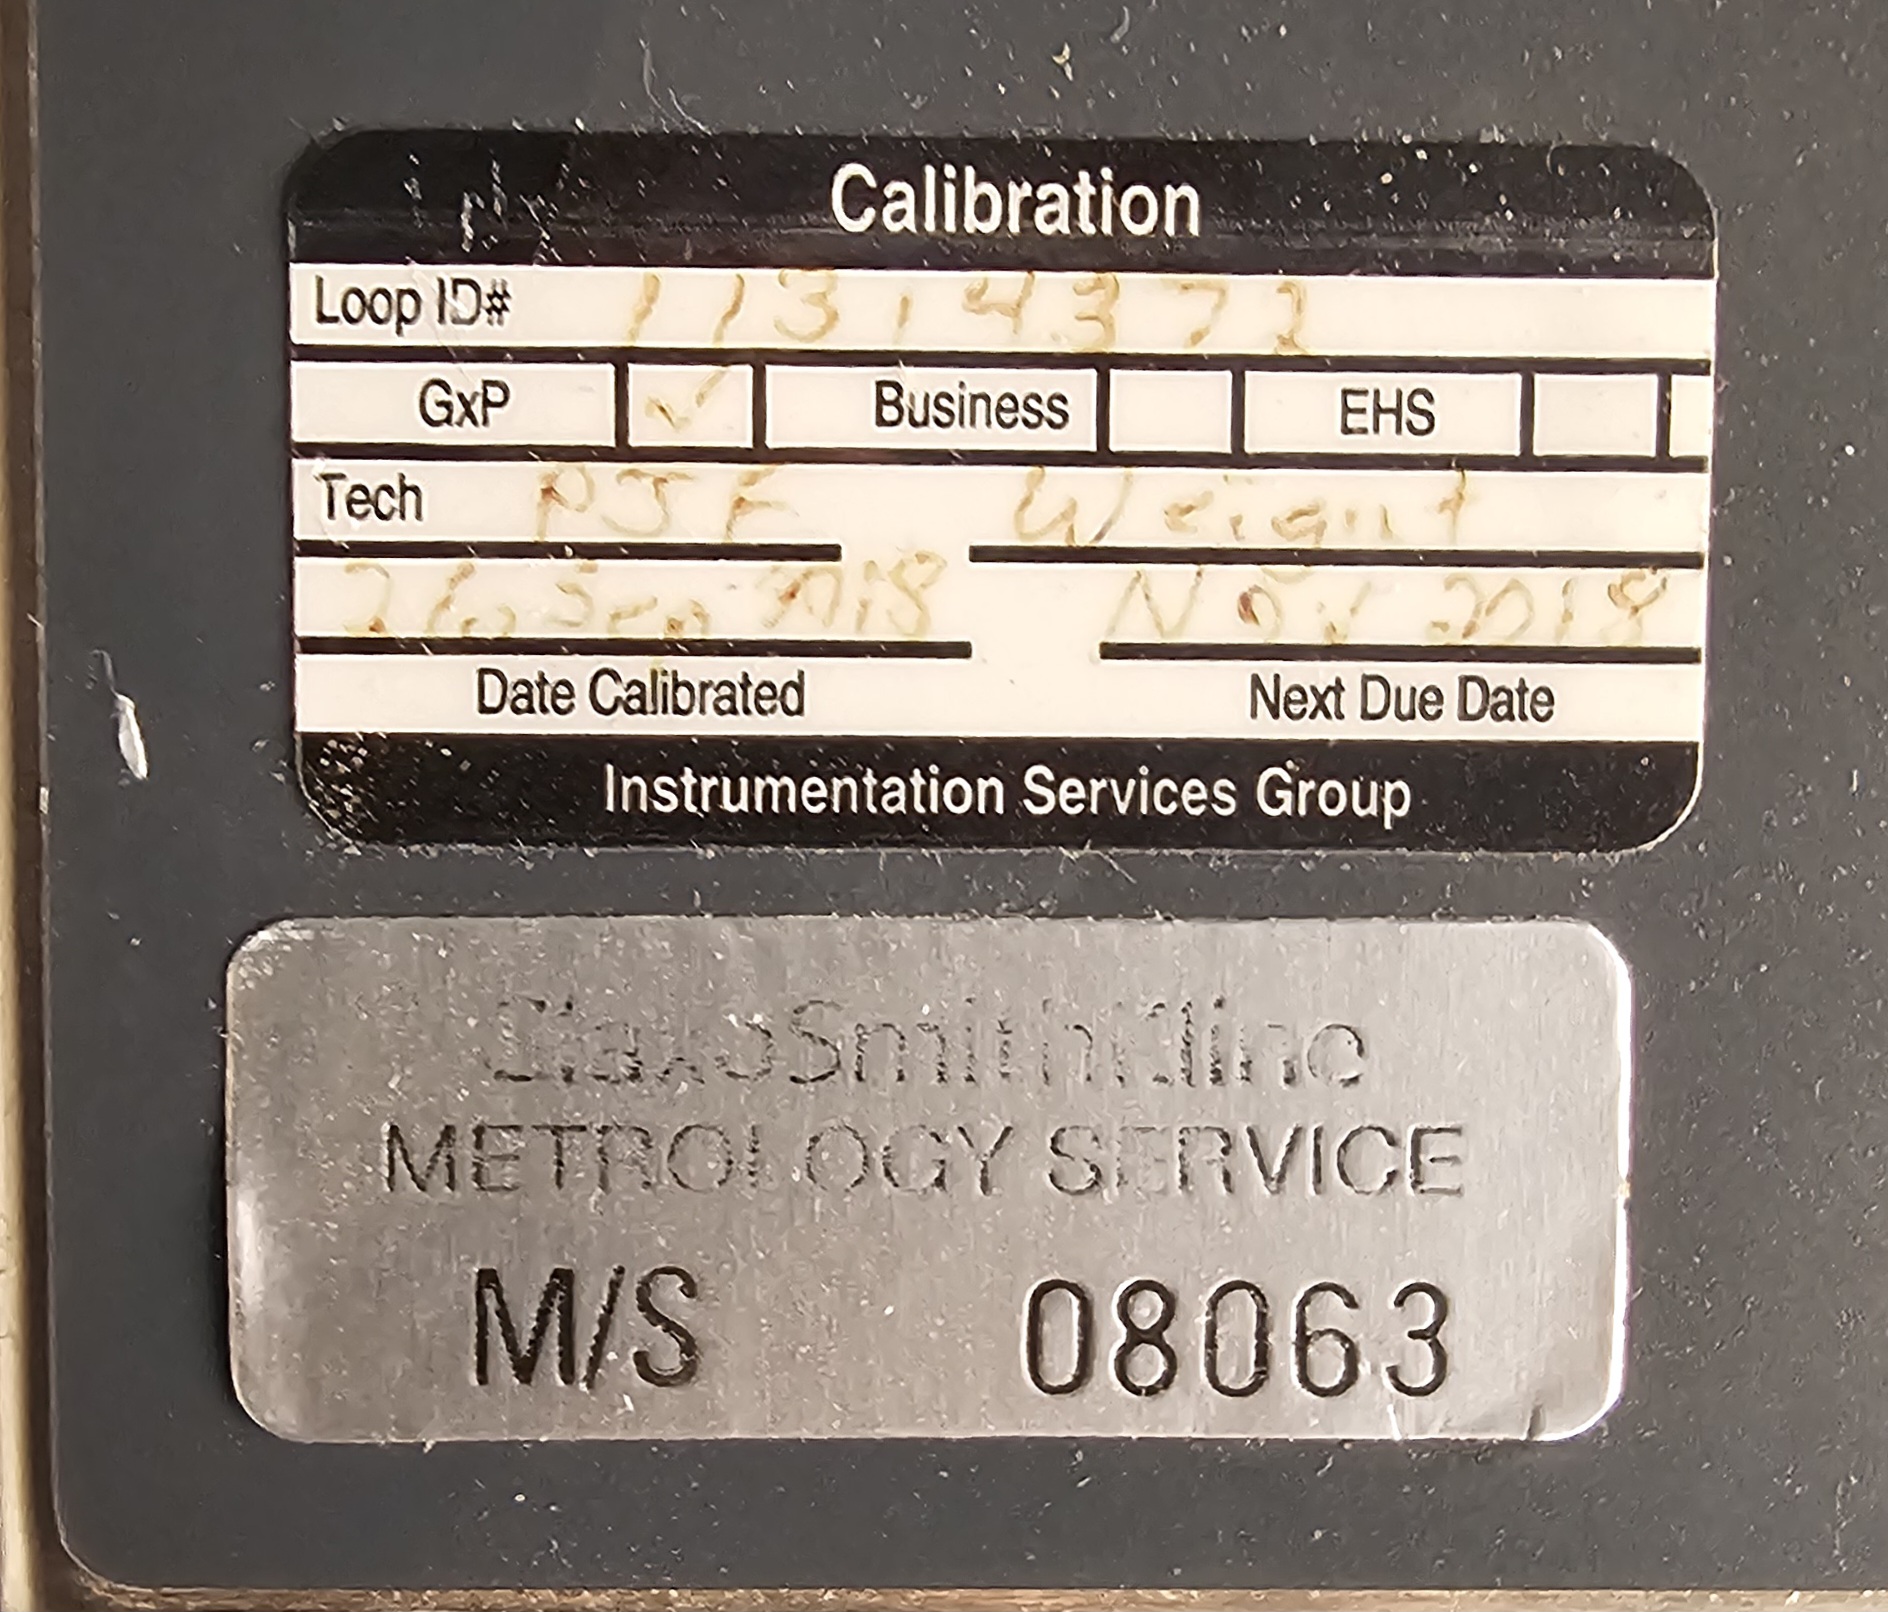 Calibration
Loop ID# 11314372
GxP ✓ Business EHS
Tech PJF Weight
26 Sep 2018 Nov 2018
Date Calibrated Next Due Date
Instrumentation Services Group
GlaxoSmithKline
METROLOGY SERVICE
M/S 08063